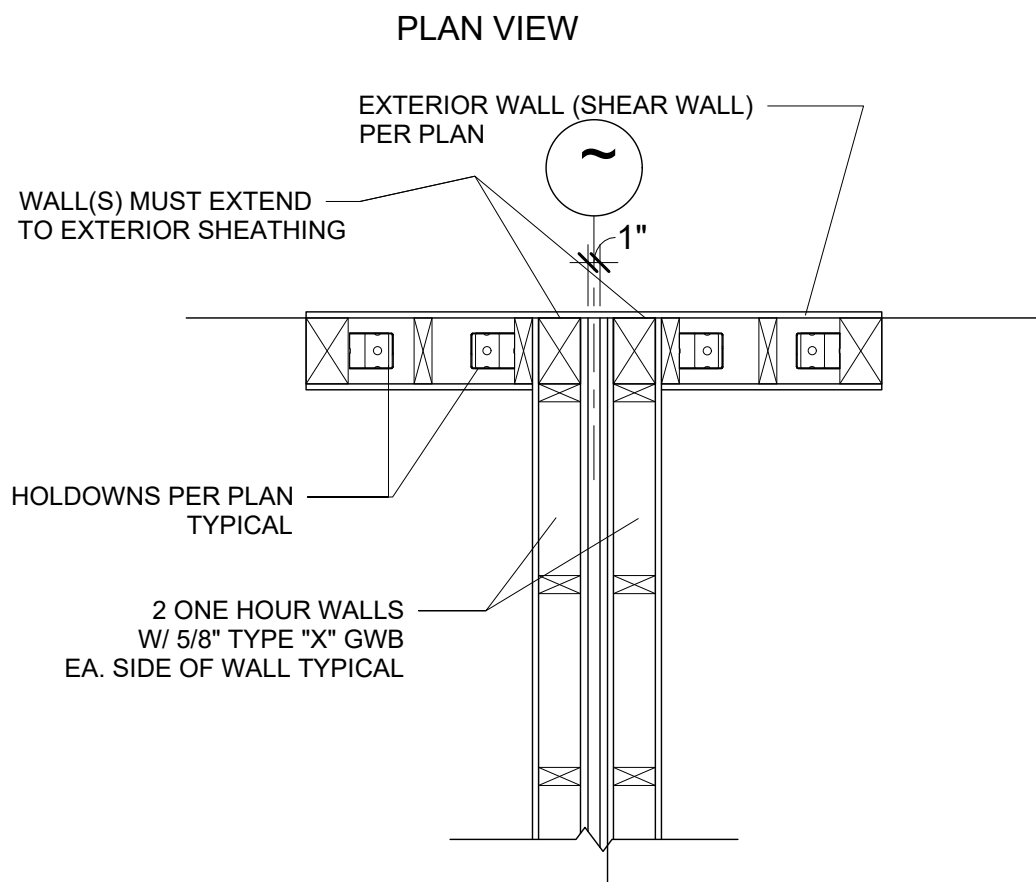 PLAN VIEW
EXTERIOR WALL (SHEAR WALL)
PER PLAN
~
WALL(S) MUST EXTEND
TO EXTERIOR SHEATHING
1"
HOLDOWNS PER PLAN
TYPICAL
2 ONE HOUR WALLS
W/ 5/8" TYPE "X" GWB
EA. SIDE OF WALL TYPICAL